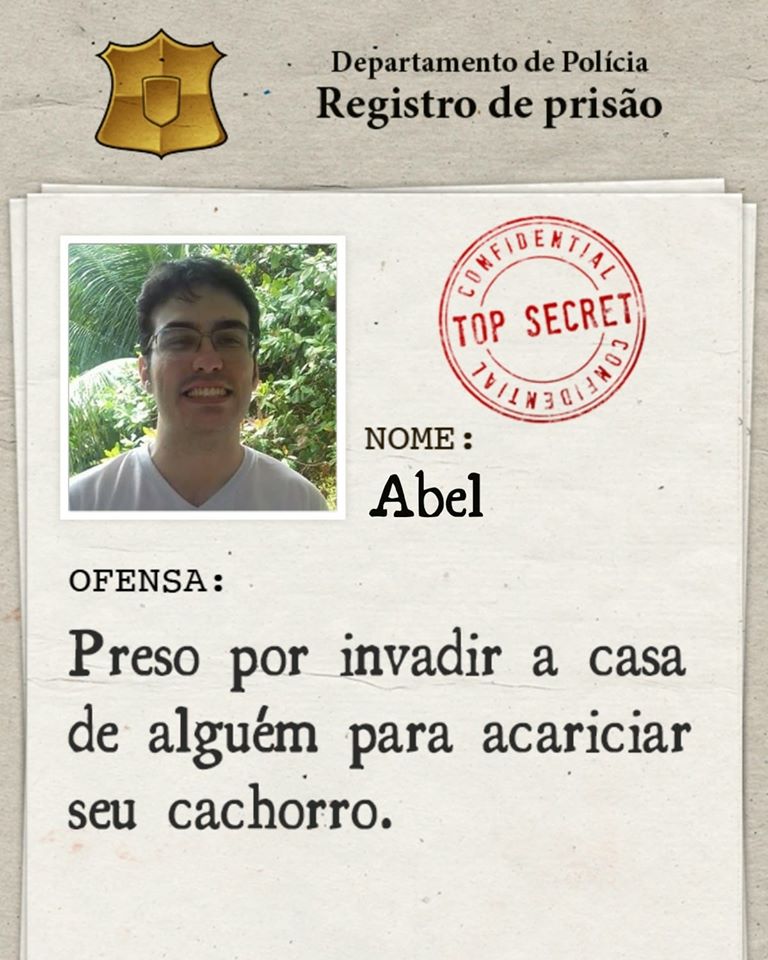 Departamento de Polícia
Registro de prisão
CONFIDENTIAL
TOP SECRET
CONFIDENTIAL
NOME:
Abel
OFENSA:
Preso por invadir a casa
de alguém para acariciar
seu cachorro.